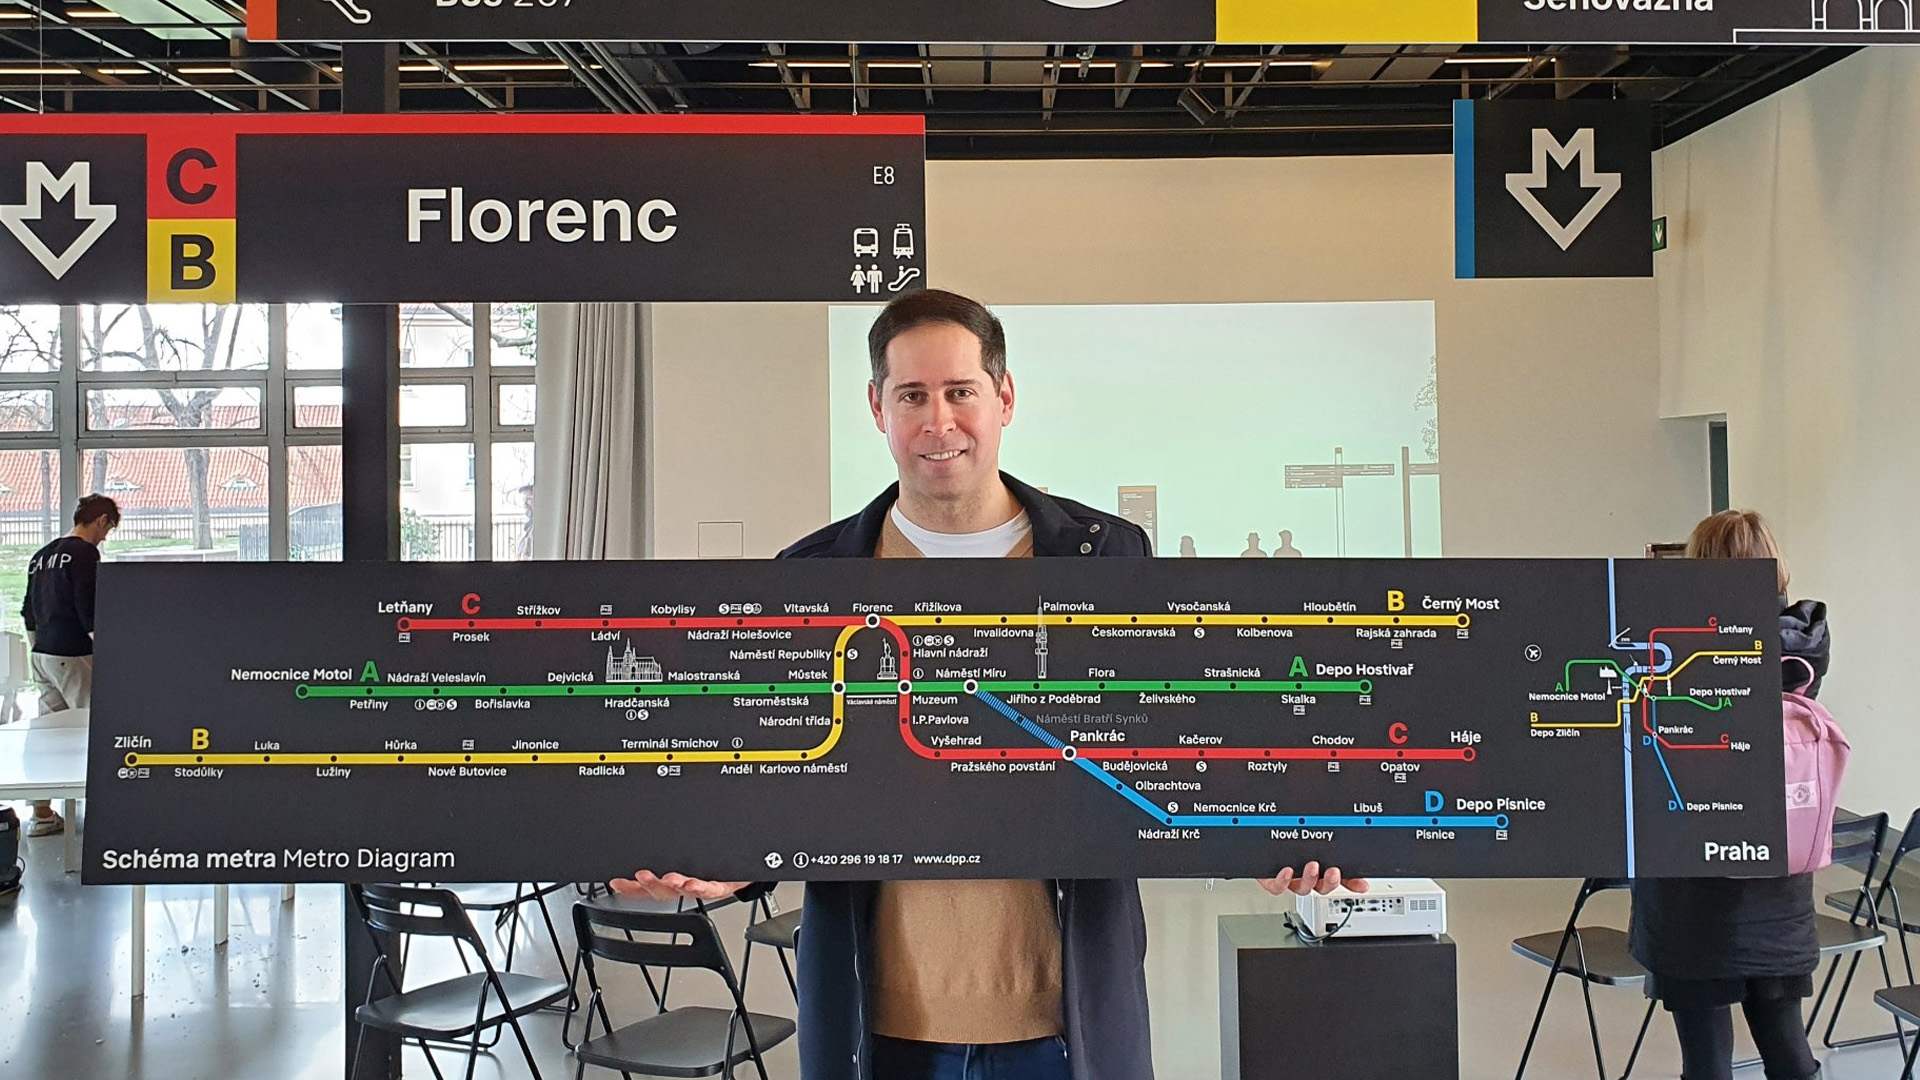 BUS 207
Senovážná
C
B
Florenc
E8
CAMP
Letňany C Střížkov Kobylisy Vltavská Florenc Křižíkova Palmovka Vysočanská Hloubětín B Černý Most
Prosek Ládví Nádraží Holešovice Invalidovna Českomoravská Kolbenova Rajská zahrada
Náměstí Republiky Hlavní nádraží
Nemocnice Motol A Nádraží Veleslavín Dejvická Malostranská Můstek Náměstí Míru Flora Strašnická A Depo Hostivař
Petřiny Bořislavka Hradčanská Staroměstská Václavské náměstí Muzeum Jiřího z Poděbrad Želivského Skalka
Národní třída I.P.Pavlova Náměstí Bratří Synků
Zličín B Luka Hůrka Jinonice Terminál Smíchov Vyšehrad Pankrác Kačerov Chodov C Háje
Stodůlky Lužiny Nové Butovice Radlická Anděl Karlovo náměstí Pražského povstání Budějovická Roztyly Opatov
Olbrachtova
Nemocnice Krč Libuš D Depo Písnice
Nádraží Krč Nové Dvory Písnice
Schéma metra Metro Diagram
+420 296 19 18 17 www.dpp.cz
C Letňany
B Černý Most
A Nemocnice Motol
Depo Hostivař A
B Depo Zličín
Pankrác
D C Háje
D Depo Písnice
Praha